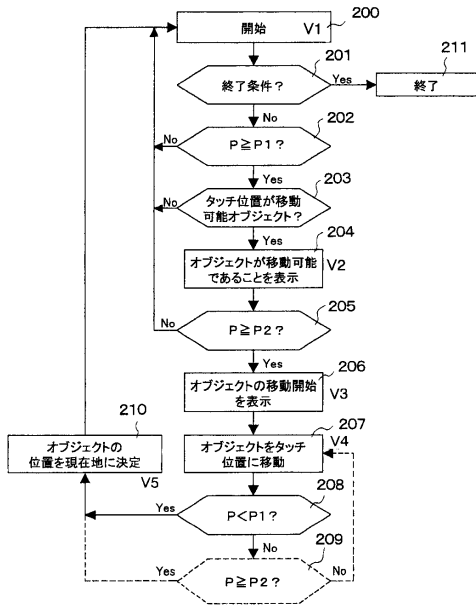 200
開始
V1
201
終了条件?
Yes
211
終了
No
202
P≧P1?
No
Yes
203
タッチ位置が移動
可能オブジェクト?
No
Yes
204
オブジェクトが移動可能
であることを表示
V2
205
P≧P2?
No
Yes
206
オブジェクトの移動開始
を表示
V3
207
オブジェクトをタッチ
位置に移動
V4
210
オブジェクトの
位置を現在地に決定
V5
208
P<P1?
Yes
No
209
P≧P2?
Yes
No